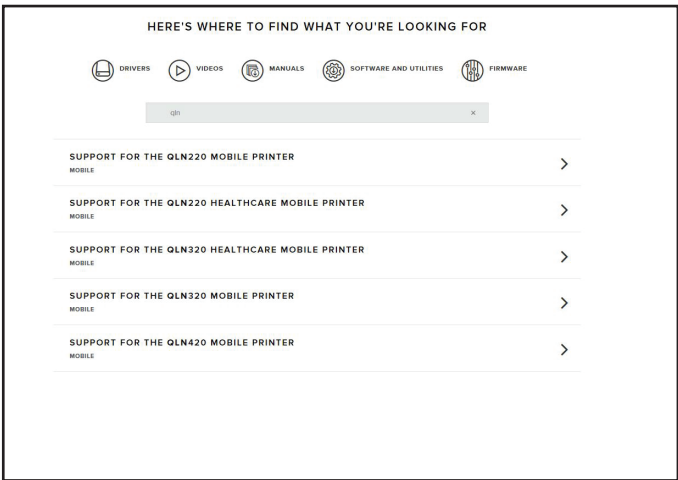 HERE'S WHERE TO FIND WHAT YOU'RE LOOKING FOR
DRIVERS VIDEOS MANUALS SOFTWARE AND UTILITIES FIRMWARE
qln
SUPPORT FOR THE QLN220 MOBILE PRINTER
MOBILE
SUPPORT FOR THE QLN220 HEALTHCARE MOBILE PRINTER
MOBILE
SUPPORT FOR THE QLN320 HEALTHCARE MOBILE PRINTER
MOBILE
SUPPORT FOR THE QLN320 MOBILE PRINTER
MOBILE
SUPPORT FOR THE QLN420 MOBILE PRINTER
MOBILE